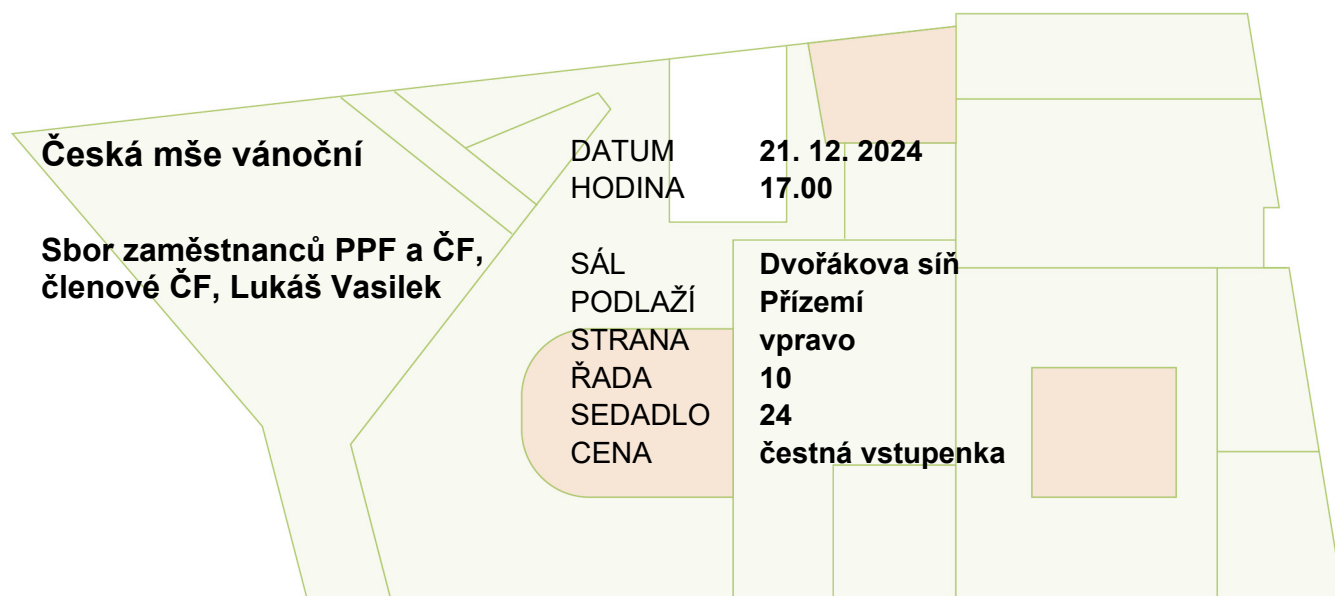 Česká mše vánoční
Sbor zaměstnanců PPF a ČF,
členové ČF, Lukáš Vasilek
DATUM 21. 12. 2024
HODINA 17.00
SÁL Dvořákova síň
PODLAŽÍ Přízemí
STRANA vpravo
ŘADA 10
SEDADLO 24
CENA čestná vstupenka